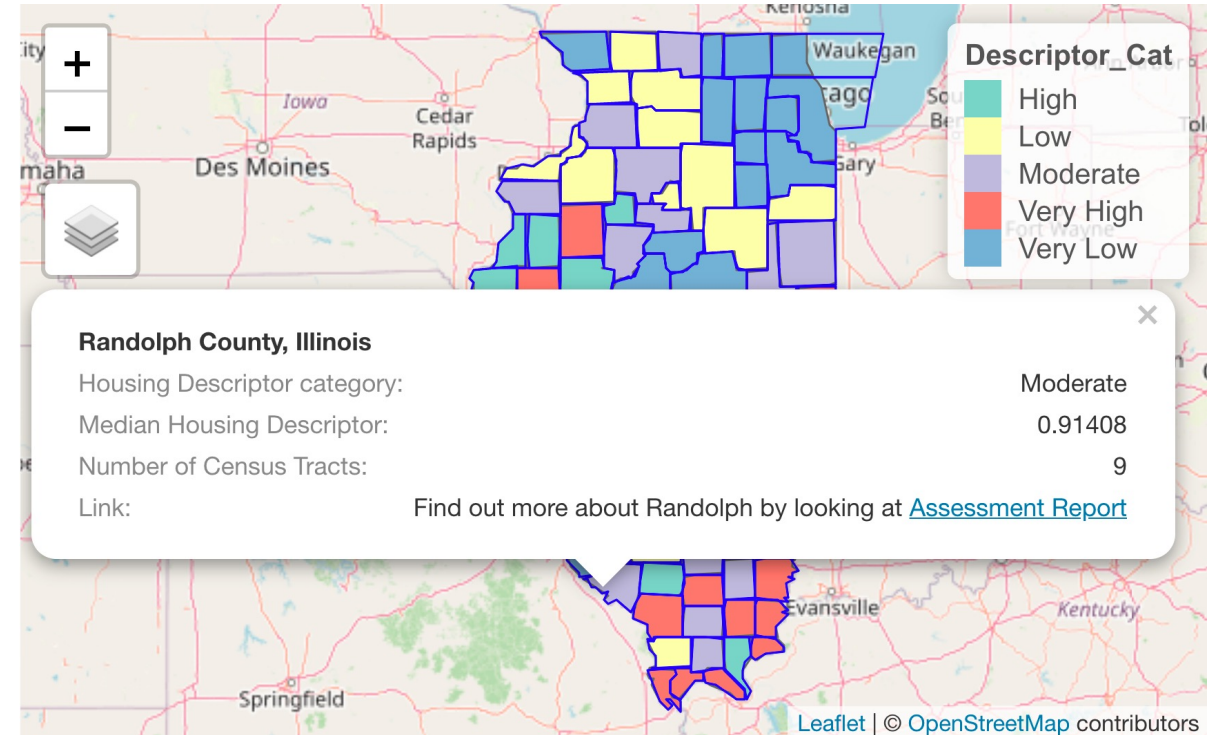 Kenosha
Waukegan
Iowa
Cedar
Rapids
Des Moines
Gary
+
−
Descriptor_Cat
High
Low
Moderate
Very High
Very Low
Fort Wayne
×
Randolph County, Illinois
Housing Descriptor category: Moderate
Median Housing Descriptor: 0.91408
Number of Census Tracts: 9
Link: Find out more about Randolph by looking at Assessment Report
Evansville
Kentucky
Springfield
Leaflet | © OpenStreetMap contributors